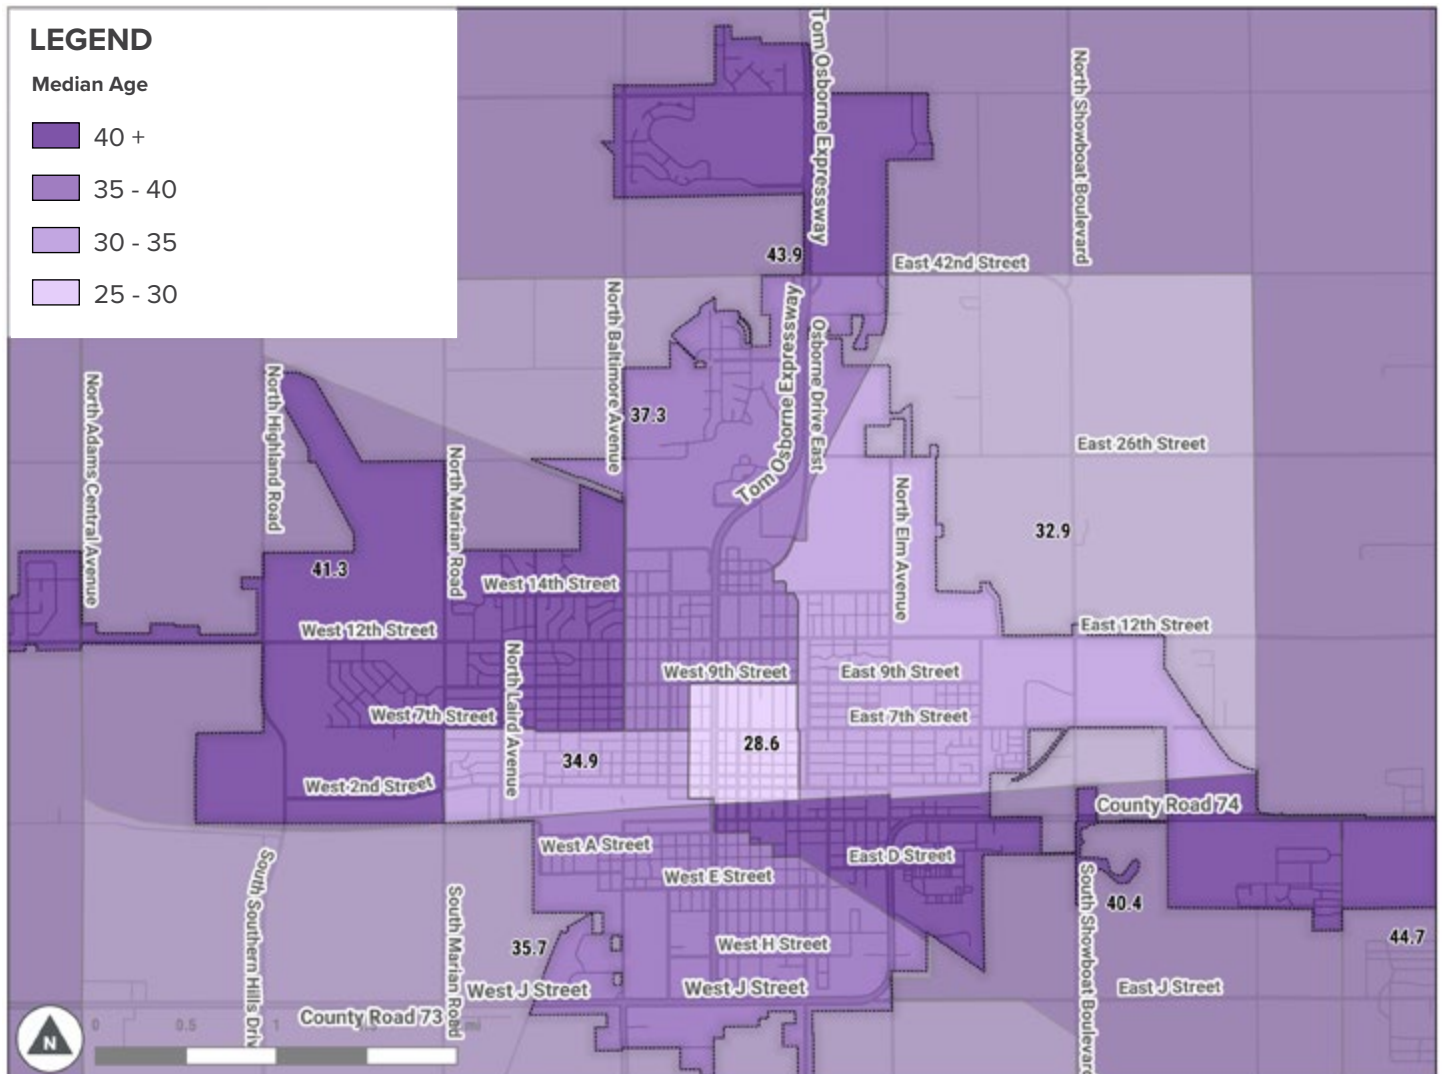 LEGEND
Median Age
40 +
35 - 40
30 - 35
25 - 30
Tom Osborne Expressway
North Showboat Boulevard
43.9
East 42nd Street
North Baltimore Avenue
Tom Osborne Expressway
Osborne Drive East
North Adams Central Avenue
North Highland Road
37.3
East 26th Street
North Marian Road
North Elm Avenue
32.9
41.3
West 14th Street
West 12th Street
East 12th Street
North Laird Avenue
West 9th Street
East 9th Street
West 7th Street
East 7th Street
34.9
28.6
West 2nd Street
County Road 74
West A Street
East D Street
West E Street
South Southern Hills Driv
South Marian Road
South Showboat Boulevard
40.4
35.7
West H Street
44.7
West J Street
West J Street
East J Street
County Road 73
0 0.5 1 mi
N